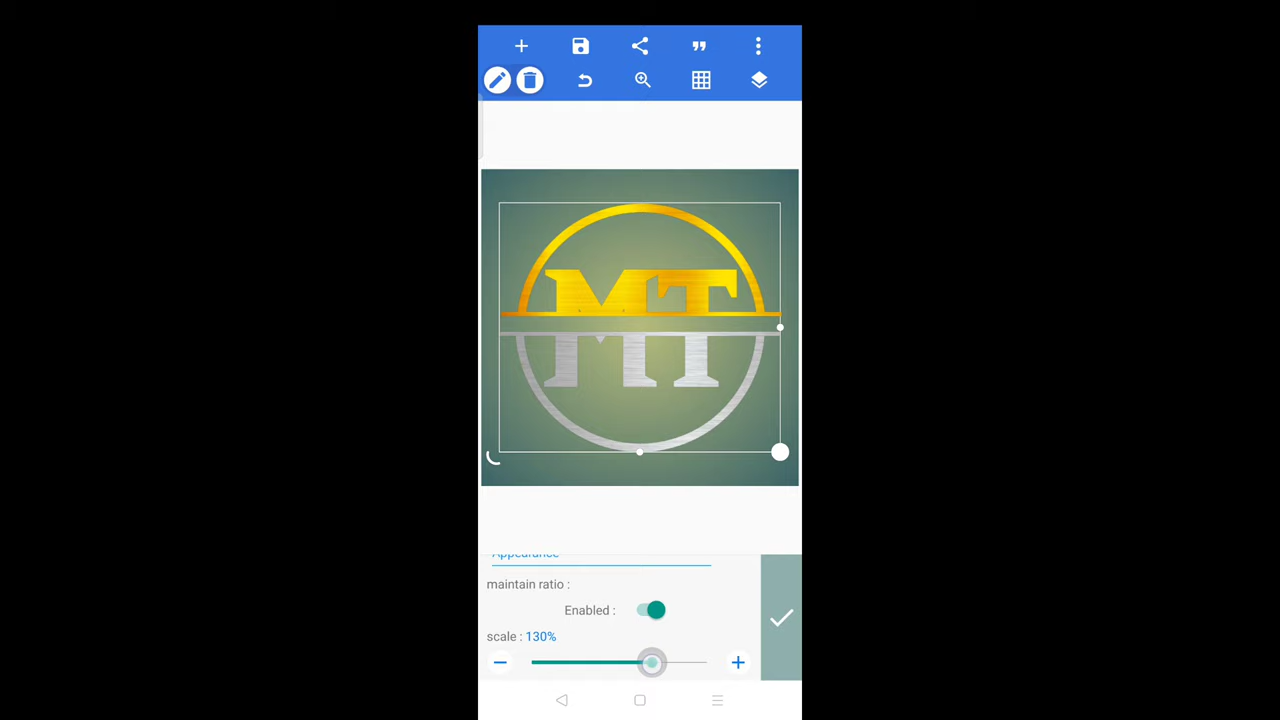 MT
MT
Appearance
maintain ratio :
Enabled :
scale : 130%